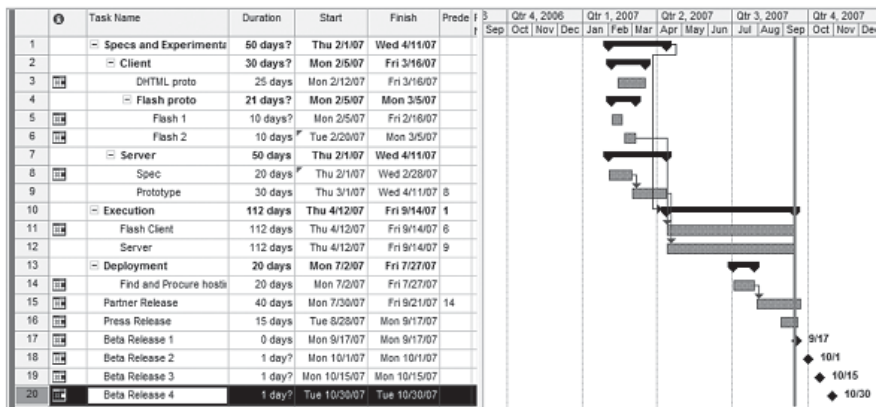 Task Name Duration Start Finish Prede
Qtr 4, 2006 Qtr 1, 2007 Qtr 2, 2007 Qtr 3, 2007 Qtr 4, 2007
Sep Oct Nov Dec Jan Feb Mar Apr May Jun Jul Aug Sep Oct Nov Dec
1 Specs and Experimenta 50 days? Thu 2/1/07 Wed 4/11/07
2 Client 30 days? Mon 2/5/07 Fri 3/16/07
3 DHTML proto 25 days Mon 2/12/07 Fri 3/16/07
4 Flash proto 21 days? Mon 2/5/07 Mon 3/5/07
5 Flash 1 10 days? Mon 2/5/07 Fri 2/16/07
6 Flash 2 10 days Tue 2/20/07 Mon 3/5/07
7 Server 50 days Thu 2/1/07 Wed 4/11/07
8 Spec 20 days Thu 2/1/07 Wed 2/28/07
9 Prototype 30 days Thu 3/1/07 Wed 4/11/07 8
10 Execution 112 days Thu 4/12/07 Fri 9/14/07 1
11 Flash Client 112 days Thu 4/12/07 Fri 9/14/07 6
12 Server 112 days Thu 4/12/07 Fri 9/14/07 9
13 Deployment 20 days Mon 7/2/07 Fri 7/27/07
14 Find and Procure hosti 20 days Mon 7/2/07 Fri 7/27/07
15 Partner Release 40 days Mon 7/30/07 Fri 9/21/07 14
16 Press Release 15 days Tue 8/28/07 Mon 9/17/07
17 Beta Release 1 0 days Mon 9/17/07 Mon 9/17/07 9/17
18 Beta Release 2 1 day? Mon 10/1/07 Mon 10/1/07 10/1
19 Beta Release 3 1 day? Mon 10/15/07 Mon 10/15/07 10/15
20 Beta Release 4 1 day? Tue 10/30/07 Tue 10/30/07 10/30